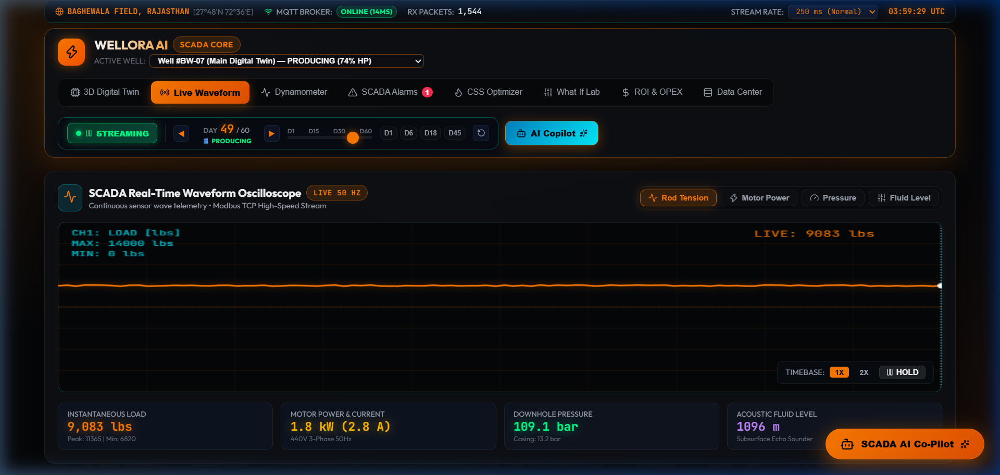 BAGHEWALA FIELD, RAJASTHAN [27°48'N 72°36'E] MQTT BROKER: ONLINE (14MS) RX PACKETS: 1,544 STREAM RATE: 250 ms (Normal) 03:59:29 UTC
WELLORA AI SCADA CORE
ACTIVE WELL: Well #BW-07 (Main Digital Twin) — PRODUCING (74% HP)
3D Digital Twin Live Waveform Dynamometer SCADA Alarms 1 CSS Optimizer What-If Lab ROI & OPEX Data Center
STREAMING DAY 49 / 60 D1 D15 D30 D60 D1 D6 D18 D45 AI Copilot
PRODUCING
SCADA Real-Time Waveform Oscilloscope LIVE 50 HZ Rod Tension Motor Power Pressure Fluid Level
Continuous sensor wave telemetry • Modbus TCP High-Speed Stream
CH1: LOAD [lbs] LIVE: 9083 lbs
MAX: 14000 lbs
MIN: 0 lbs
TIMEBASE: 1X 2X HOLD
INSTANTANEOUS LOAD MOTOR POWER & CURRENT DOWNHOLE PRESSURE ACOUSTIC FLUID LEVEL
9,083 lbs 1.8 kW (2.8 A) 109.1 bar 1096 m
Peak: 11365 | Min: 6820 440V 3-Phase 50Hz Casing: 13.2 bar Subsurface Echo Sounder
SCADA AI Co-Pilot